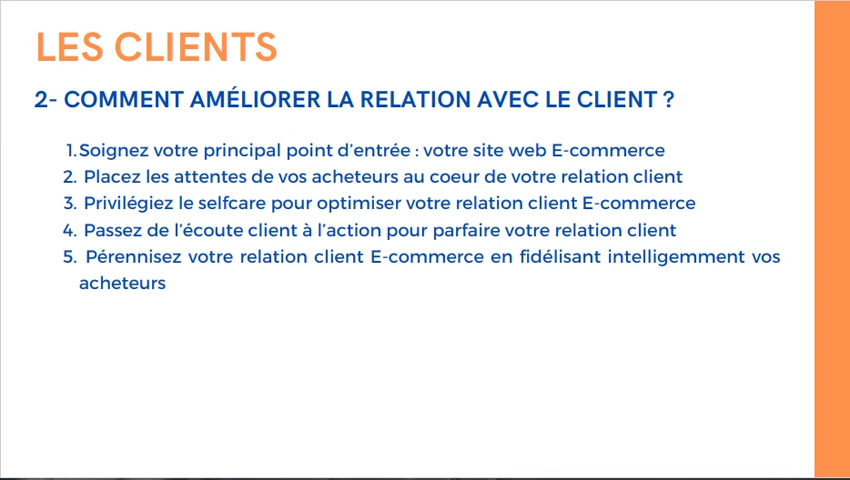 LES CLIENTS
2- COMMENT AMÉLIORER LA RELATION AVEC LE CLIENT ?
1.Soignez votre principal point d'entrée : votre site web E-commerce
2. Placez les attentes de vos acheteurs au coeur de votre relation client
3. Privilégiez le selfcare pour optimiser votre relation client E-commerce
4. Passez de l'écoute client à l'action pour parfaire votre relation client
5. Pérennisez votre relation client E-commerce en fidélisant intelligemment vos
acheteurs